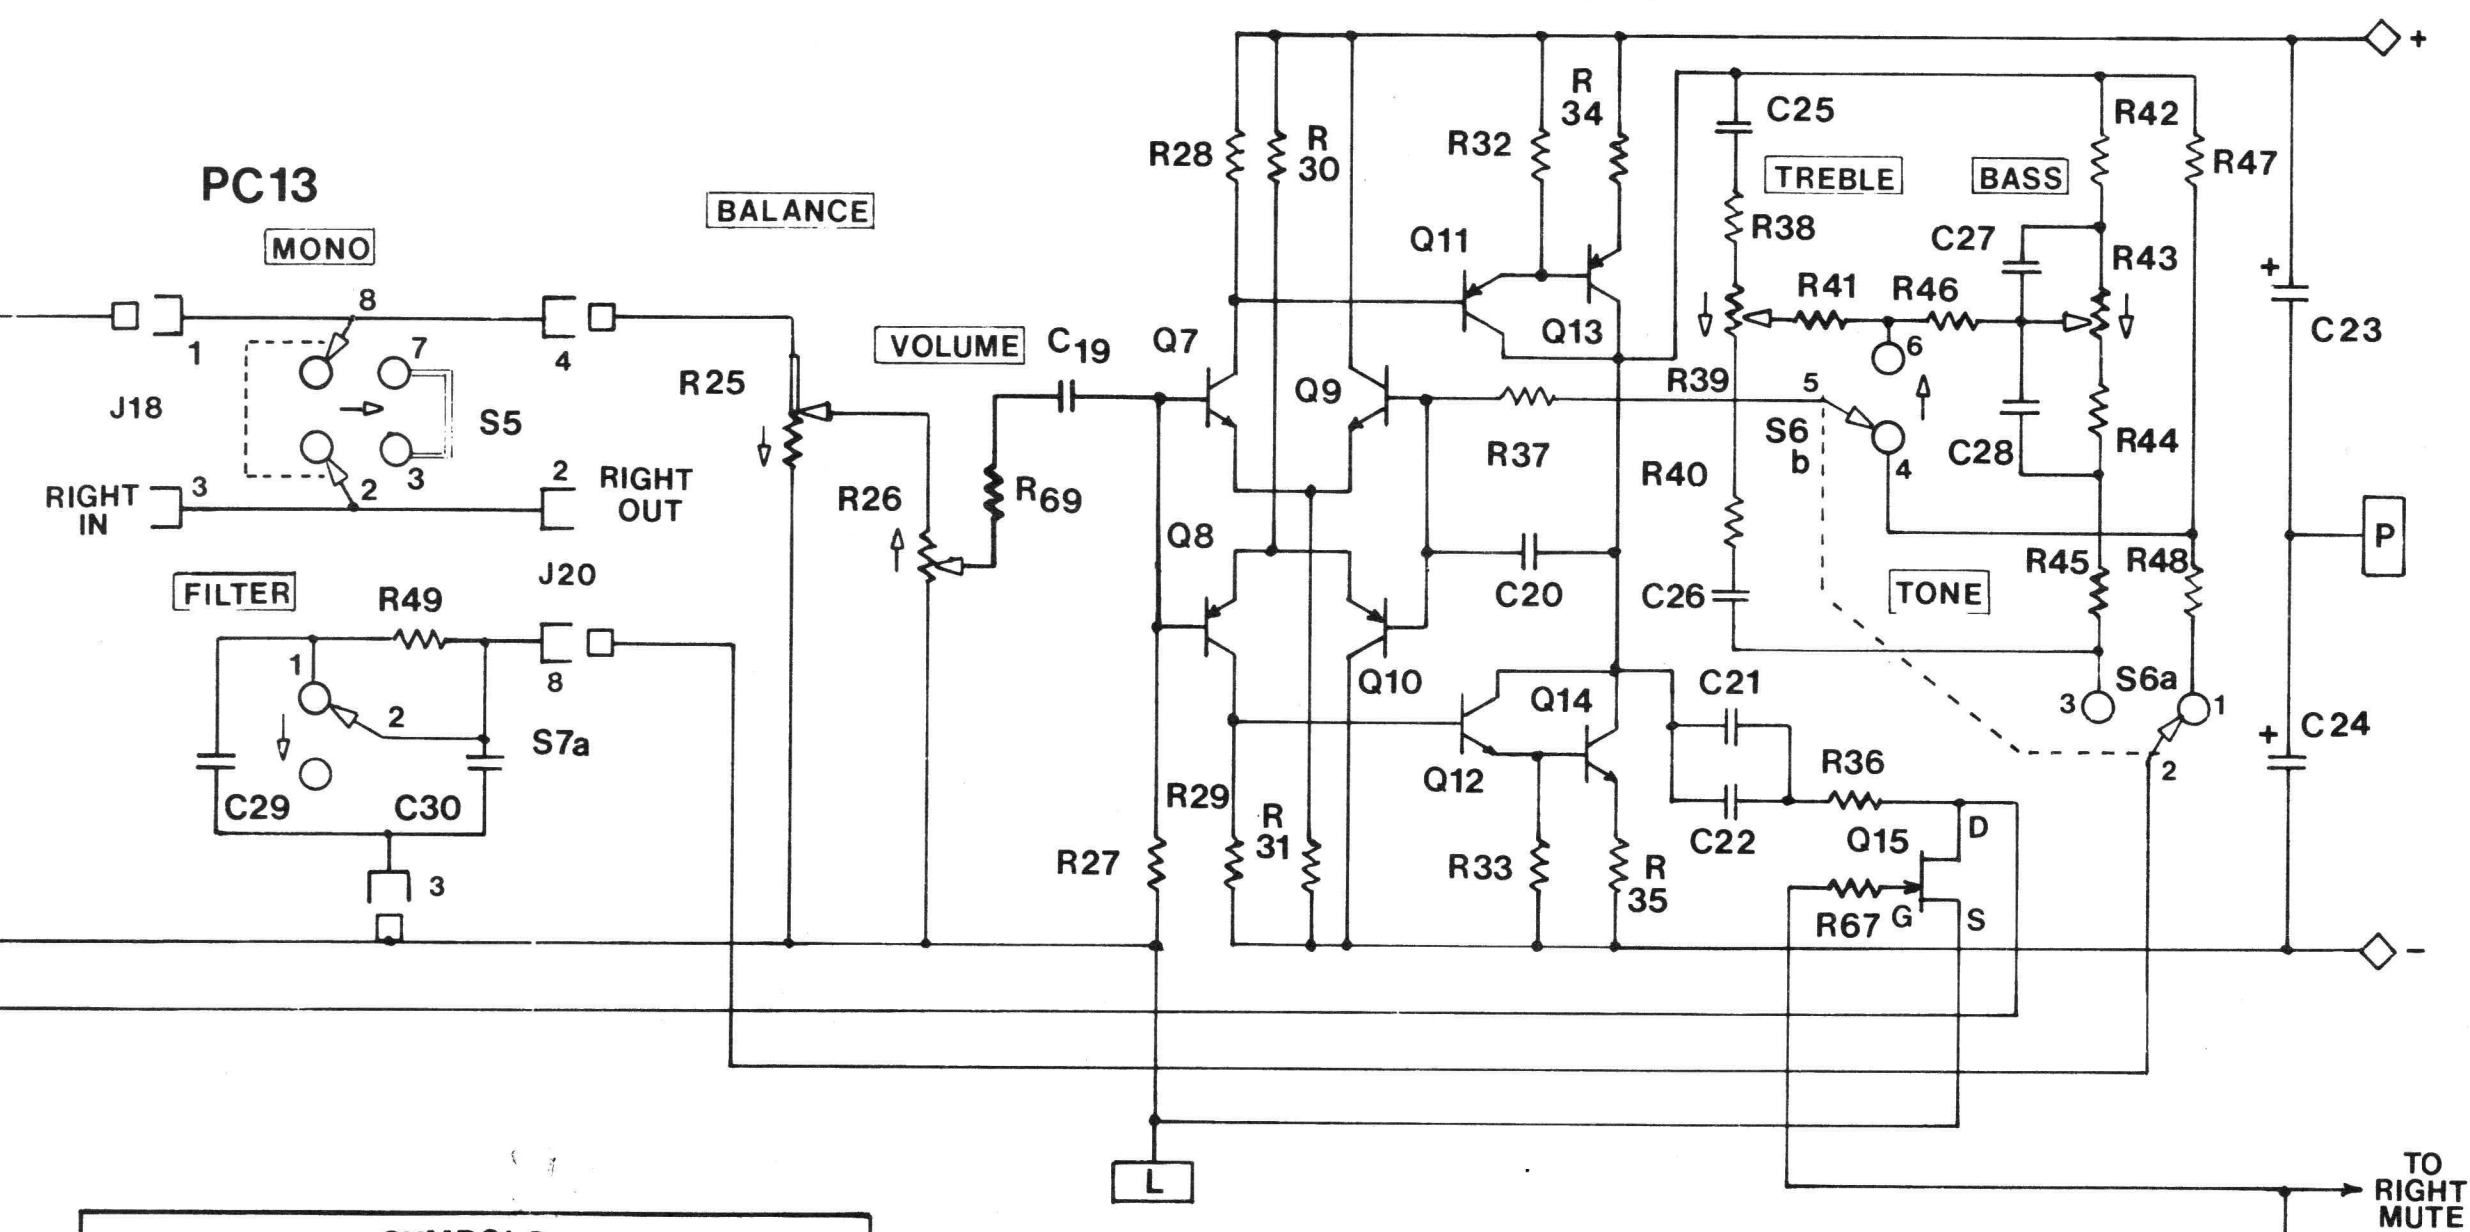 +
R
34
C25
R42
R28
R
30
R32
R47
PC13
TREBLE
BASS
BALANCE
MONO
R38
C27
Q11
R43
+
8
R41
R46
1
7
4
VOLUME
C19
Q7
Q13
6
C23
J18
R25
Q9
R39
5
S5
S6
b
R44
RIGHT
IN
3
2
3
2
RIGHT
OUT
R26
R69
R37
R40
4
C28
Q8
P
J20
FILTER
R49
C20
C26
TONE
R45
R48
1
8
Q10
Q14
C21
S6a
3
1
2
S7a
C24
+
Q12
R36
2
C29
C30
R29
R
31
C22
Q15
D
R27
R33
R
35
3
R67
G
S
-
L
TO
RIGHT
MUTE